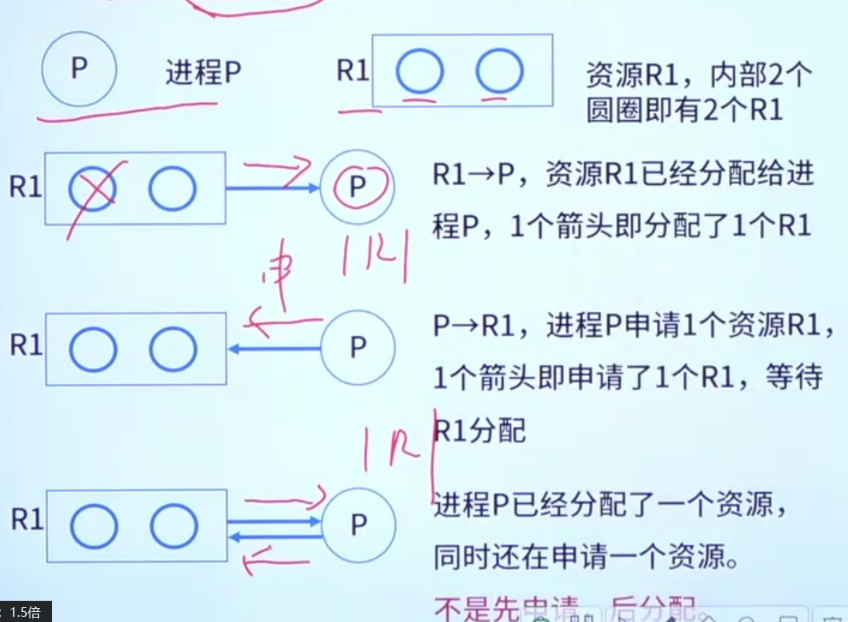 P
进程P
R1
资源R1，内部2个
圆圈即有2个R1
R1
P
R1→P，资源R1已经分配给进
程P，1个箭头即分配了1个R1
1R1
申
R1
P
P→R1，进程P申请1个资源R1，
1个箭头即申请了1个R1，等待
R1分配
1R1
R1
P
进程P已经分配了一个资源，
同时还在申请一个资源。
不是先申请，后分配。
: 1.5倍